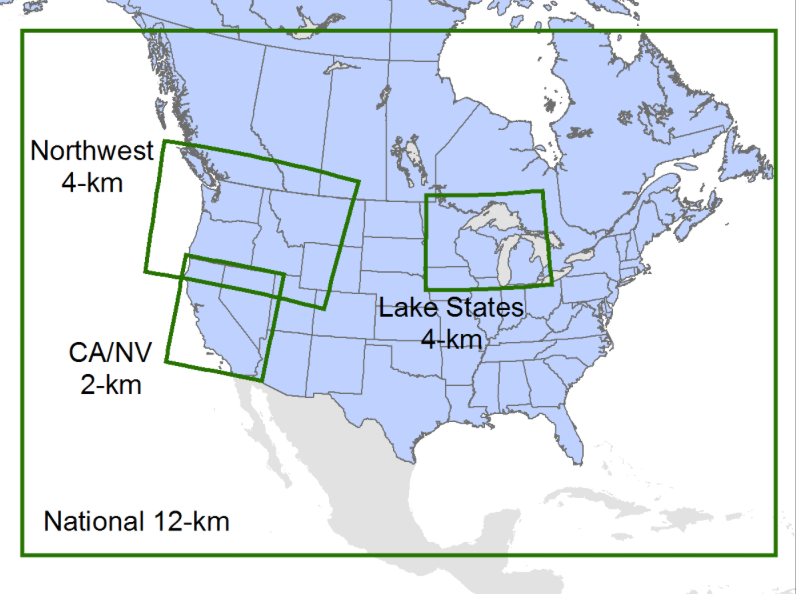 Northwest
4-km
Lake States
4-km
CA/NV
2-km
National 12-km